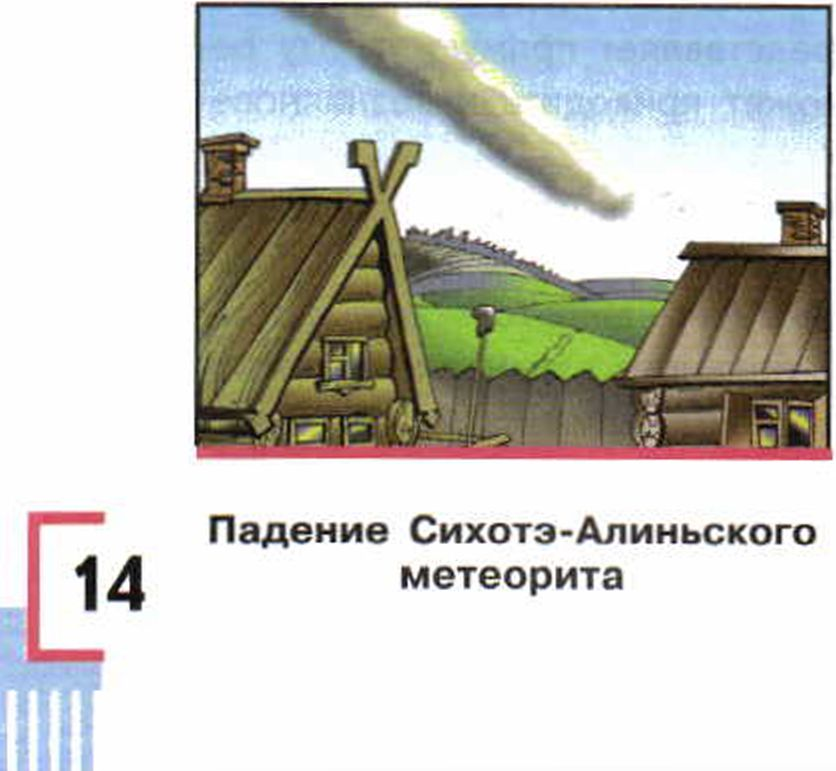 Падение Сихотэ-Алиньского
метеорита
14